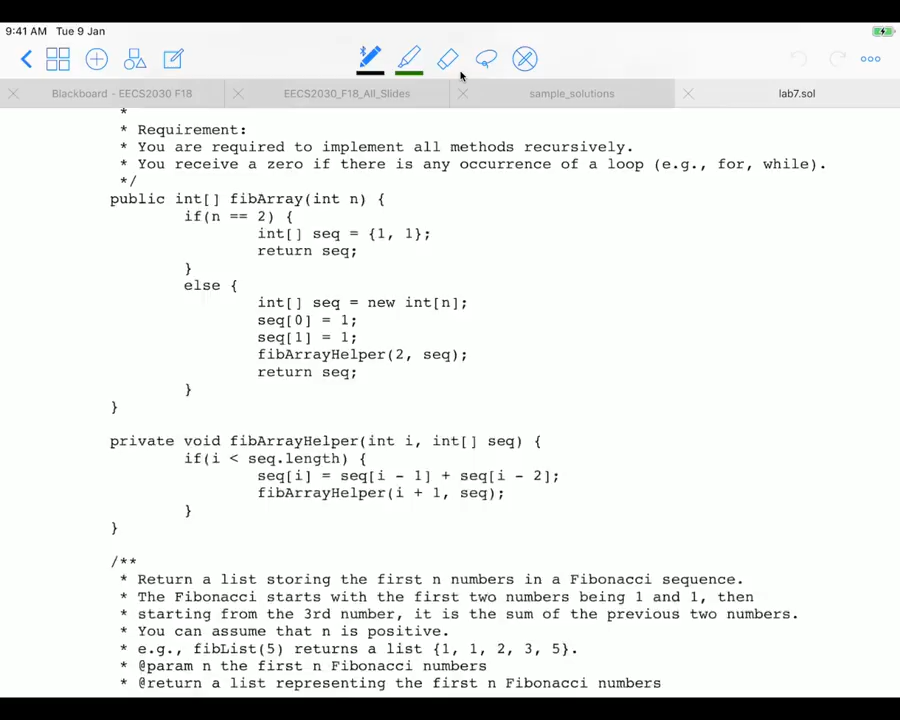 9:41 AM Tue 9 Jan
Blackboard - EECS2030 F18
EECS2030_F18_All_Slides
sample_solutions
lab7.sol
*
* Requirement:
* You are required to implement all methods recursively.
* You receive a zero if there is any occurrence of a loop (e.g., for, while).
*/
public int[] fibArray(int n) {
if(n == 2) {
int[] seq = {1, 1};
return seq;
}
else {
int[] seq = new int[n];
seq[0] = 1;
seq[1] = 1;
fibArrayHelper(2, seq);
return seq;
}
}
private void fibArrayHelper(int i, int[] seq) {
if(i < seq.length) {
seq[i] = seq[i - 1] + seq[i - 2];
fibArrayHelper(i + 1, seq);
}
}
/**
* Return a list storing the first n numbers in a Fibonacci sequence.
* The Fibonacci starts with the first two numbers being 1 and 1, then
* starting from the 3rd number, it is the sum of the previous two numbers.
* You can assume that n is positive.
* e.g., fibList(5) returns a list {1, 1, 2, 3, 5}.
* @param n the first n Fibonacci numbers
* @return a list representing the first n Fibonacci numbers